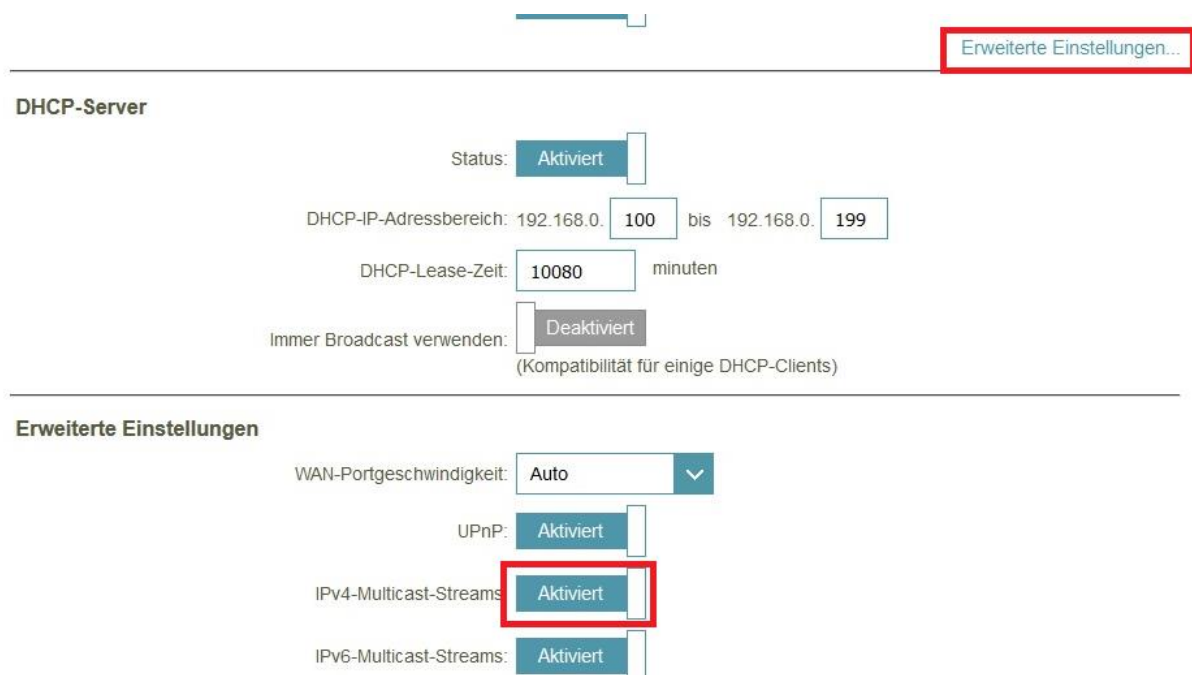 Erweiterte Einstellungen...
DHCP-Server
Status: Aktiviert
DHCP-IP-Adressbereich: 192.168.0. 100 bis 192.168.0. 199
DHCP-Lease-Zeit: 10080 minuten
Immer Broadcast verwenden: Deaktiviert
(Kompatibilität für einige DHCP-Clients)
Erweiterte Einstellungen
WAN-Portgeschwindigkeit: Auto
UPnP: Aktiviert
IPv4-Multicast-Streams Aktiviert
IPv6-Multicast-Streams: Aktiviert